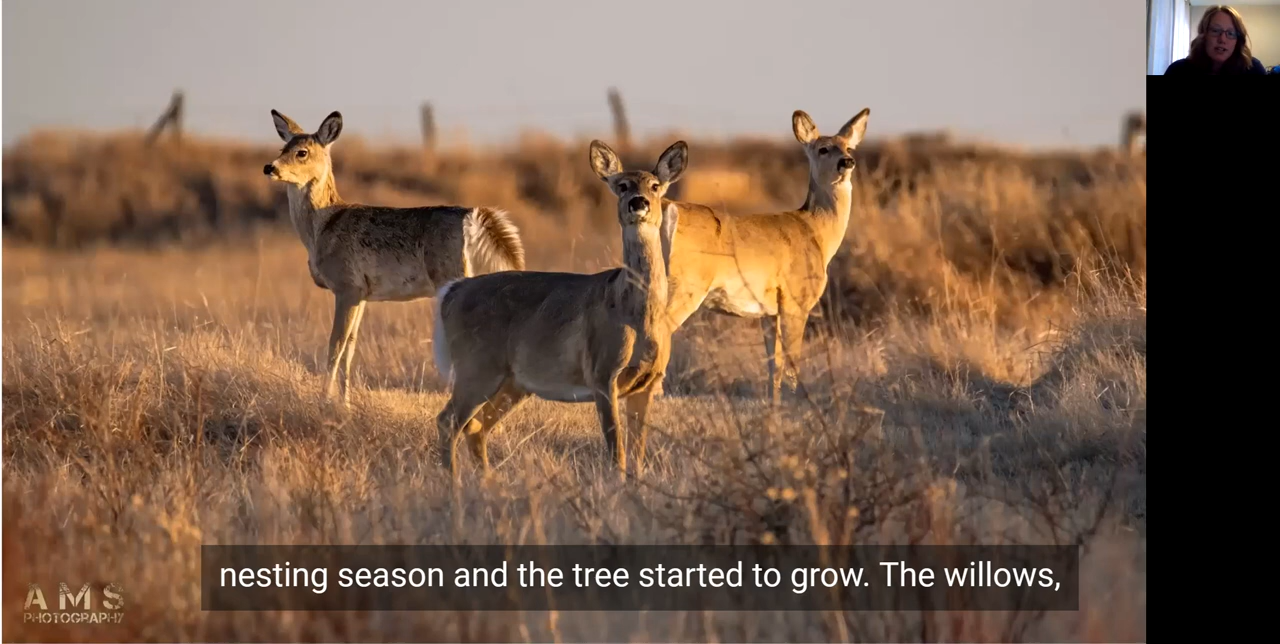 nesting season and the tree started to grow. The willows,
AMS
PHOTOGRAPHY